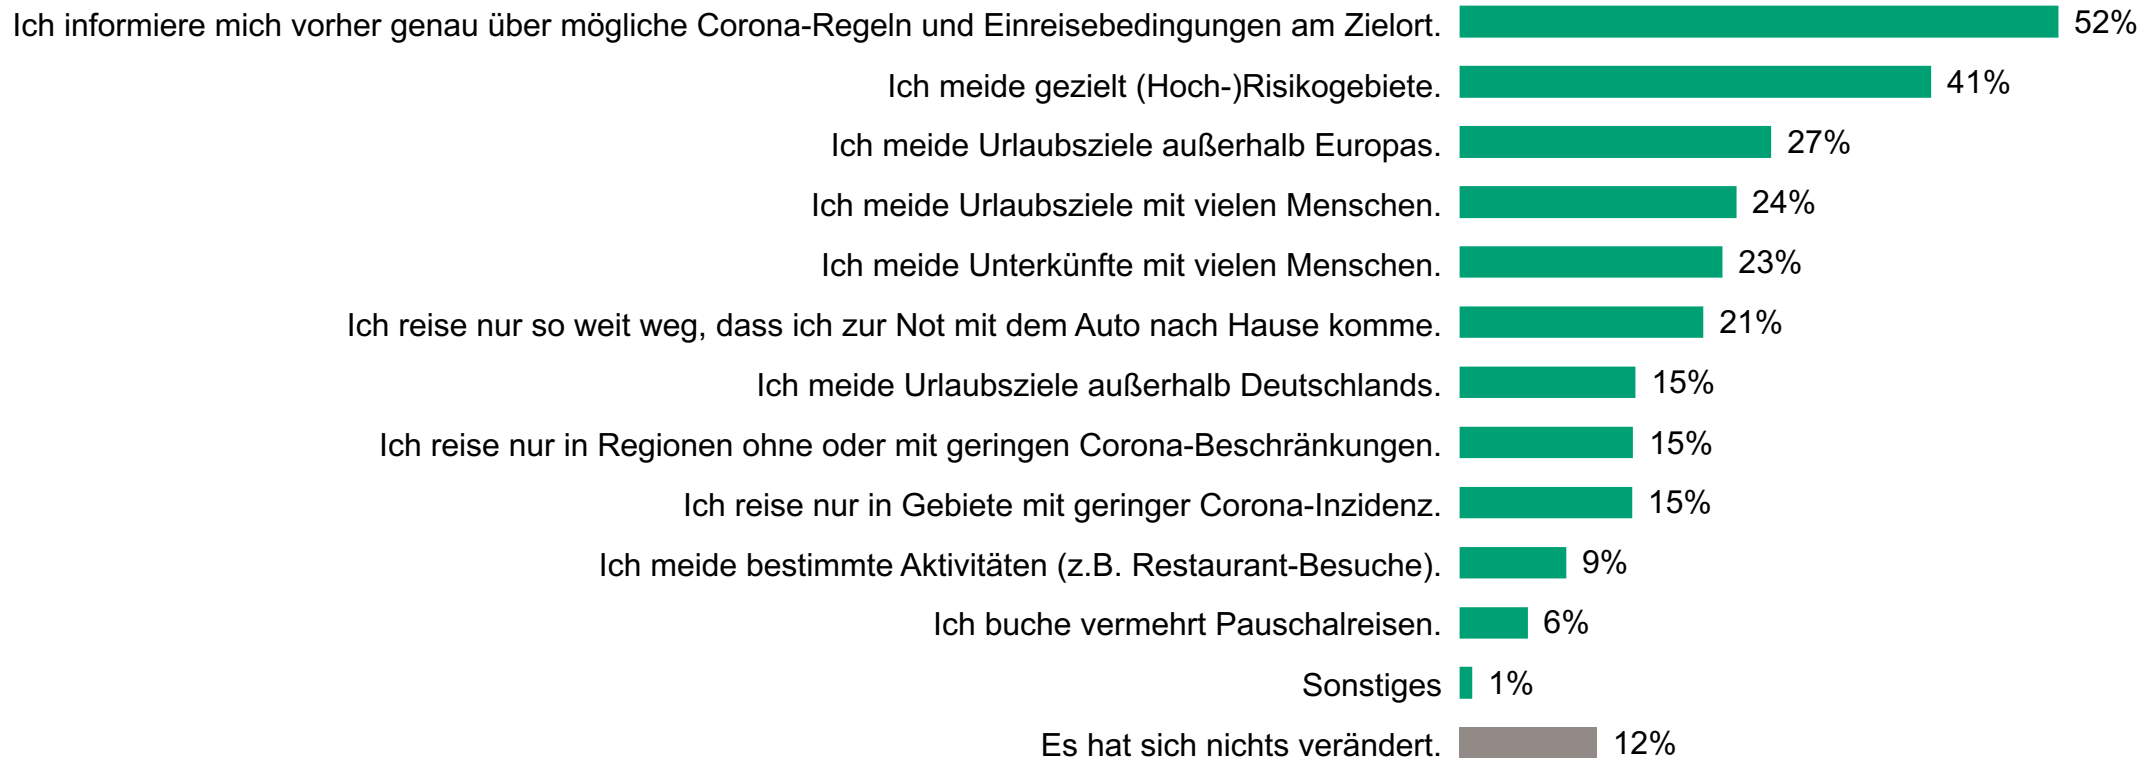 Ich informiere mich vorher genau über mögliche Corona-Regeln und Einreisebedingungen am Zielort. 52%
Ich meide gezielt (Hoch-)Risikogebiete. 41%
Ich meide Urlaubsziele außerhalb Europas. 27%
Ich meide Urlaubsziele mit vielen Menschen. 24%
Ich meide Unterkünfte mit vielen Menschen. 23%
Ich reise nur so weit weg, dass ich zur Not mit dem Auto nach Hause komme. 21%
Ich meide Urlaubsziele außerhalb Deutschlands. 15%
Ich reise nur in Regionen ohne oder mit geringen Corona-Beschränkungen. 15%
Ich reise nur in Gebiete mit geringer Corona-Inzidenz. 15%
Ich meide bestimmte Aktivitäten (z.B. Restaurant-Besuche). 9%
Ich buche vermehrt Pauschalreisen. 6%
Sonstiges 1%
Es hat sich nichts verändert. 12%